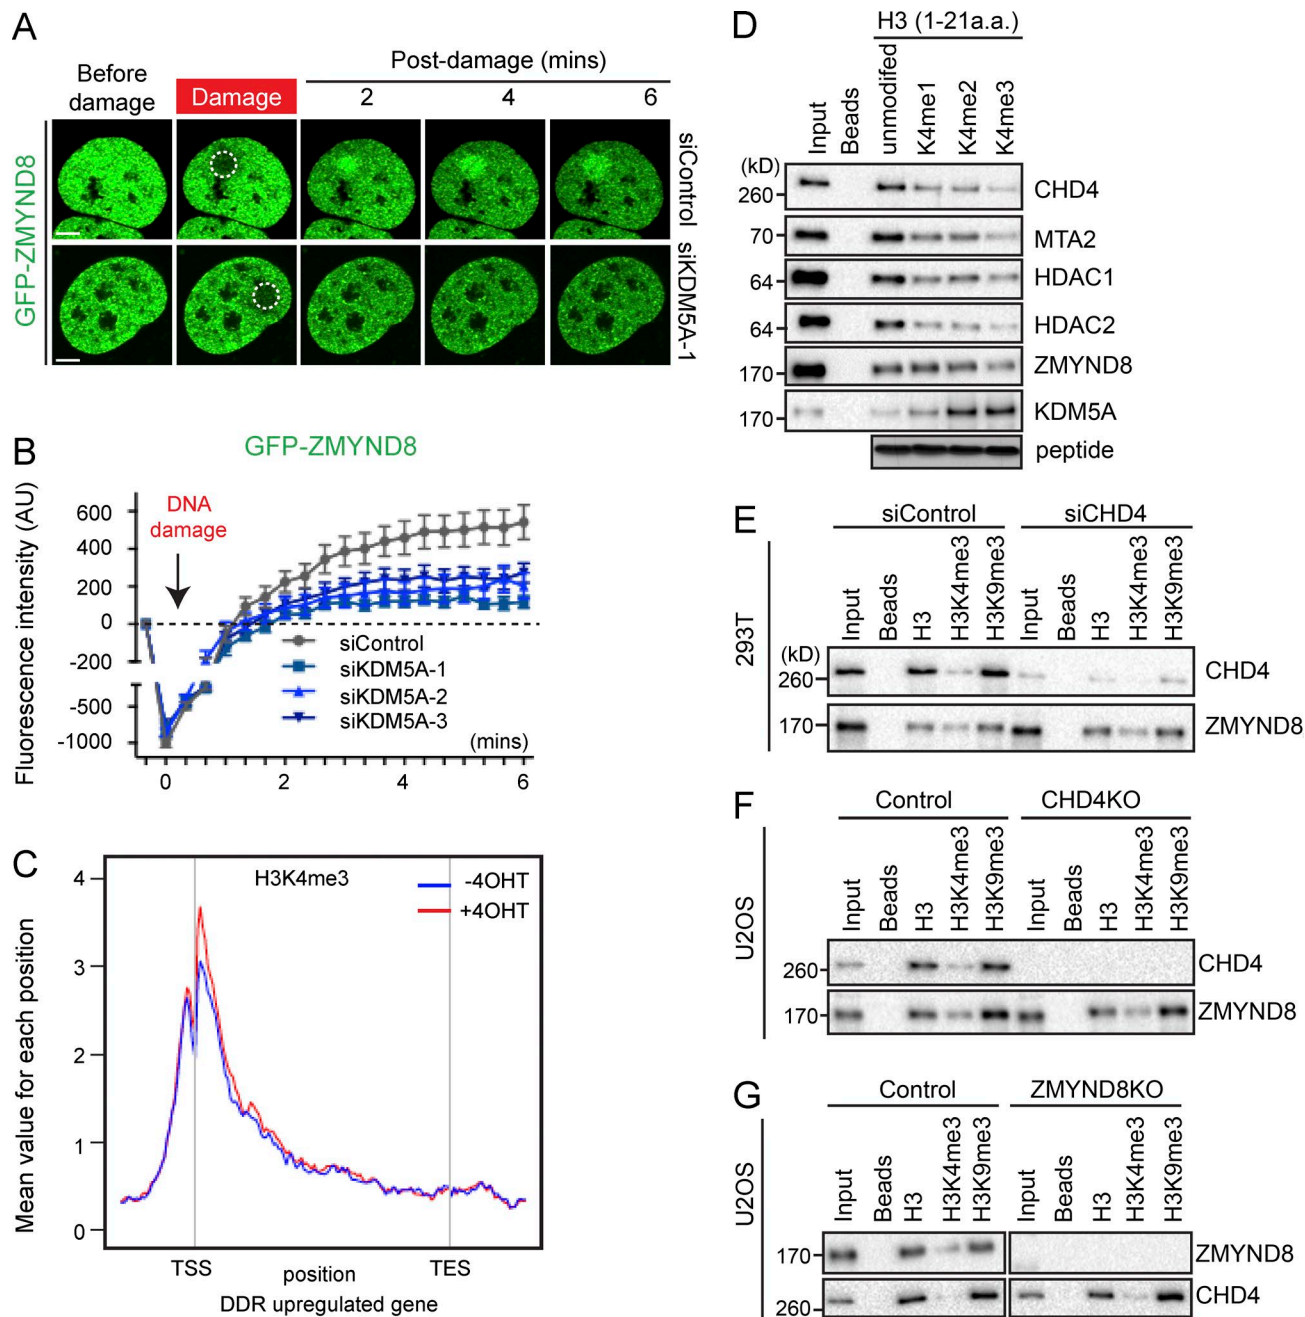 A
Before
damage
Damage
Post-damage (mins)
2
4
6
GFP-ZMYND8
siControl
siKDM5A-1
B
GFP-ZMYND8
Fluorescence intensity (AU)
600
400
200
0
-200
-500
-1000
DNA
damage
siControl
siKDM5A-1
siKDM5A-2
siKDM5A-3
(mins)
0
2
4
6
C
Mean value for each position
4
3
2
1
0
H3K4me3
-4OHT
+4OHT
TSS
position
TES
DDR upregulated gene
D
H3 (1-21a.a.)
Input
Beads
unmodifed
K4me1
K4me2
K4me3
(kD)
260
CHD4
70
MTA2
64
HDAC1
64
HDAC2
170
ZMYND8
170
KDM5A
peptide
E
siControl
siCHD4
293T
Input
Beads
H3
H3K4me3
H3K9me3
Input
Beads
H3
H3K4me3
H3K9me3
(kD)
260
CHD4
170
ZMYND8
F
Control
CHD4KO
U2OS
Input
Beads
H3
H3K4me3
H3K9me3
Input
Beads
H3
H3K4me3
H3K9me3
260
CHD4
170
ZMYND8
G
Control
ZMYND8KO
U2OS
Input
Beads
H3
H3K4me3
H3K9me3
Input
Beads
H3
H3K4me3
H3K9me3
170
ZMYND8
260
CHD4